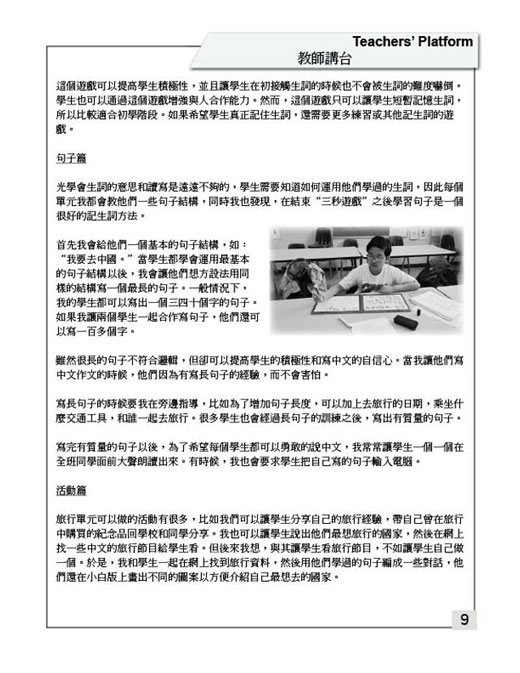 Teachers' Platform
教師講台
這個遊戲可以提高學生積極性，並且讓學生在初接觸生詞的時候也不會被生詞的難度嚇倒。
學生也可以通過這個遊戲增強與人合作能力。然而，這個遊戲只可以讓學生短暫記憶生詞，
所以比較適合初學階段。如果希望學生真正記住生詞，還需要更多練習或其他記生詞的遊
戲。
句子篇
光學會生詞的意思和讀寫是遠遠不夠的，學生需要知道如何運用他們學過的生詞，因此每個
單元我都會教他們一些句子結構，同時我也發現，在結束“三秒遊戲”之後學習句子是一個
很好的記生詞方法。
首先我會給他們一個基本的句子結構，如：
“我要去中國。”當學生都學會運用最基本
的句子結構以後，我會讓他們想方設法用同
樣的結構寫一個最長的句子。一般情況下，
我的學生都可以寫出一個三四十個字的句子。
如果我讓兩個學生一起合作寫句子，他們還可
以寫一百多個字。
雖然很長的句子不符合邏輯，但卻可以提高學生的積極性和寫中文的自信心。當我讓他們寫
中文作文的時候，他們因為有寫長句子的經驗，而不會害怕。
寫長句子的時候要我在旁邊指導，比如為了增加句子長度，可以加上去旅行的日期，乘坐什
麼交通工具，和誰一起去旅行。很多學生也會經過長句子的訓練之後，寫出有質量的句子。
寫完有質量的句子以後，為了希望每個學生都可以勇敢的說中文，我常常讓學生一個一個在
全班同學面前大聲朗讀出來。有時候，我也會要求學生把自己寫的句子輸入電腦。
活動篇
旅行單元可以做的活動有很多，比如我們可以讓學生分享自己的旅行經驗，帶自己曾在旅行
中購買的紀念品回學校和同學分享。我也可以讓學生說出他們最想旅行的國家，然後在網上
找一些中文的旅行節目給學生看。但後來我想，與其讓學生看旅行節目，不如讓學生自己做
一個。於是，我和學生一起在網上找到旅行資料，然後用他們學過的句子編成一些對話，他
們還在小白版上畫出不同的圖案以方便介紹自己最想去的國家。
9